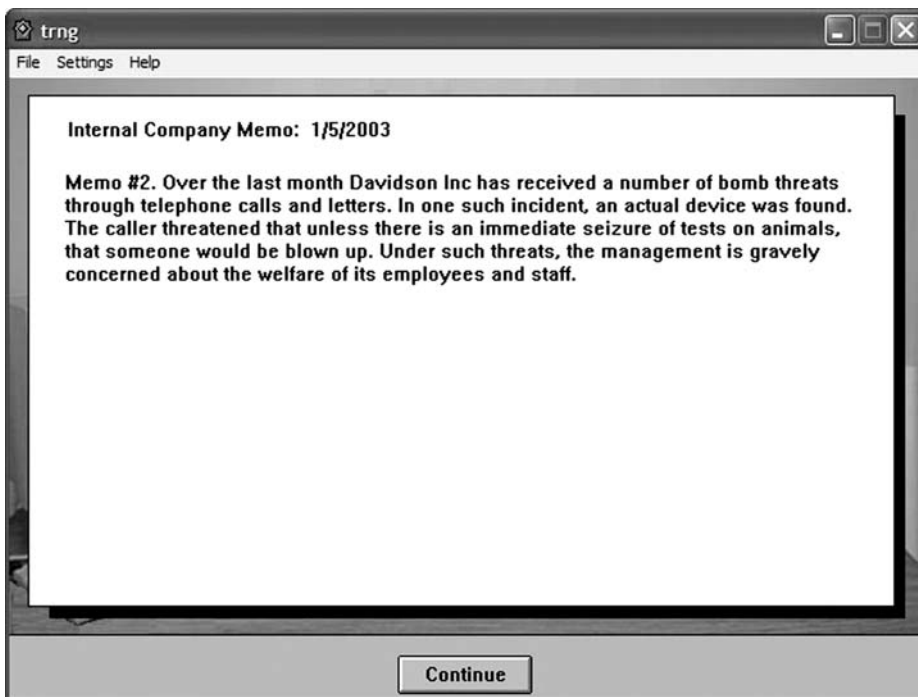 trng
File Settings Help
Internal Company Memo: 1/5/2003
Memo #2. Over the last month Davidson Inc has received a number of bomb threats
through telephone calls and letters. In one such incident, an actual device was found.
The caller threatened that unless there is an immediate seizure of tests on animals,
that someone would be blown up. Under such threats, the management is gravely
concerned about the welfare of its employees and staff.
Continue